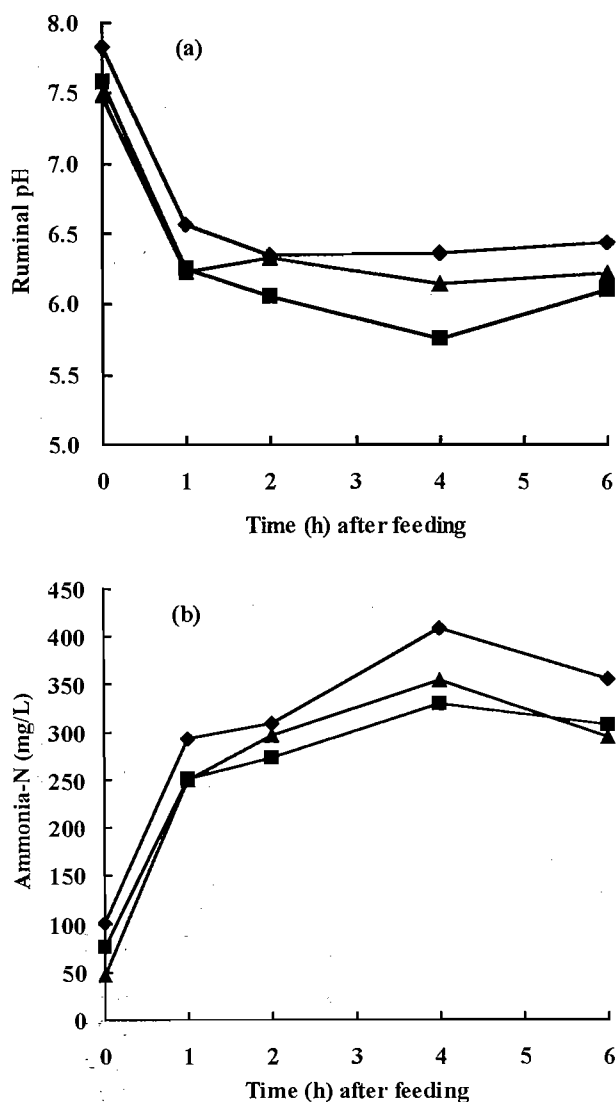 (a)
8.0
7.5
7.0
6.5
6.0
5.5
5.0
Ruminal pH
0 1 2 3 4 5 6
Time (h) after feeding
(b)
450
400
350
300
250
200
150
100
50
0
Ammonia-N (mg/L)
0 1 2 3 4 5 6
Time (h) after feeding